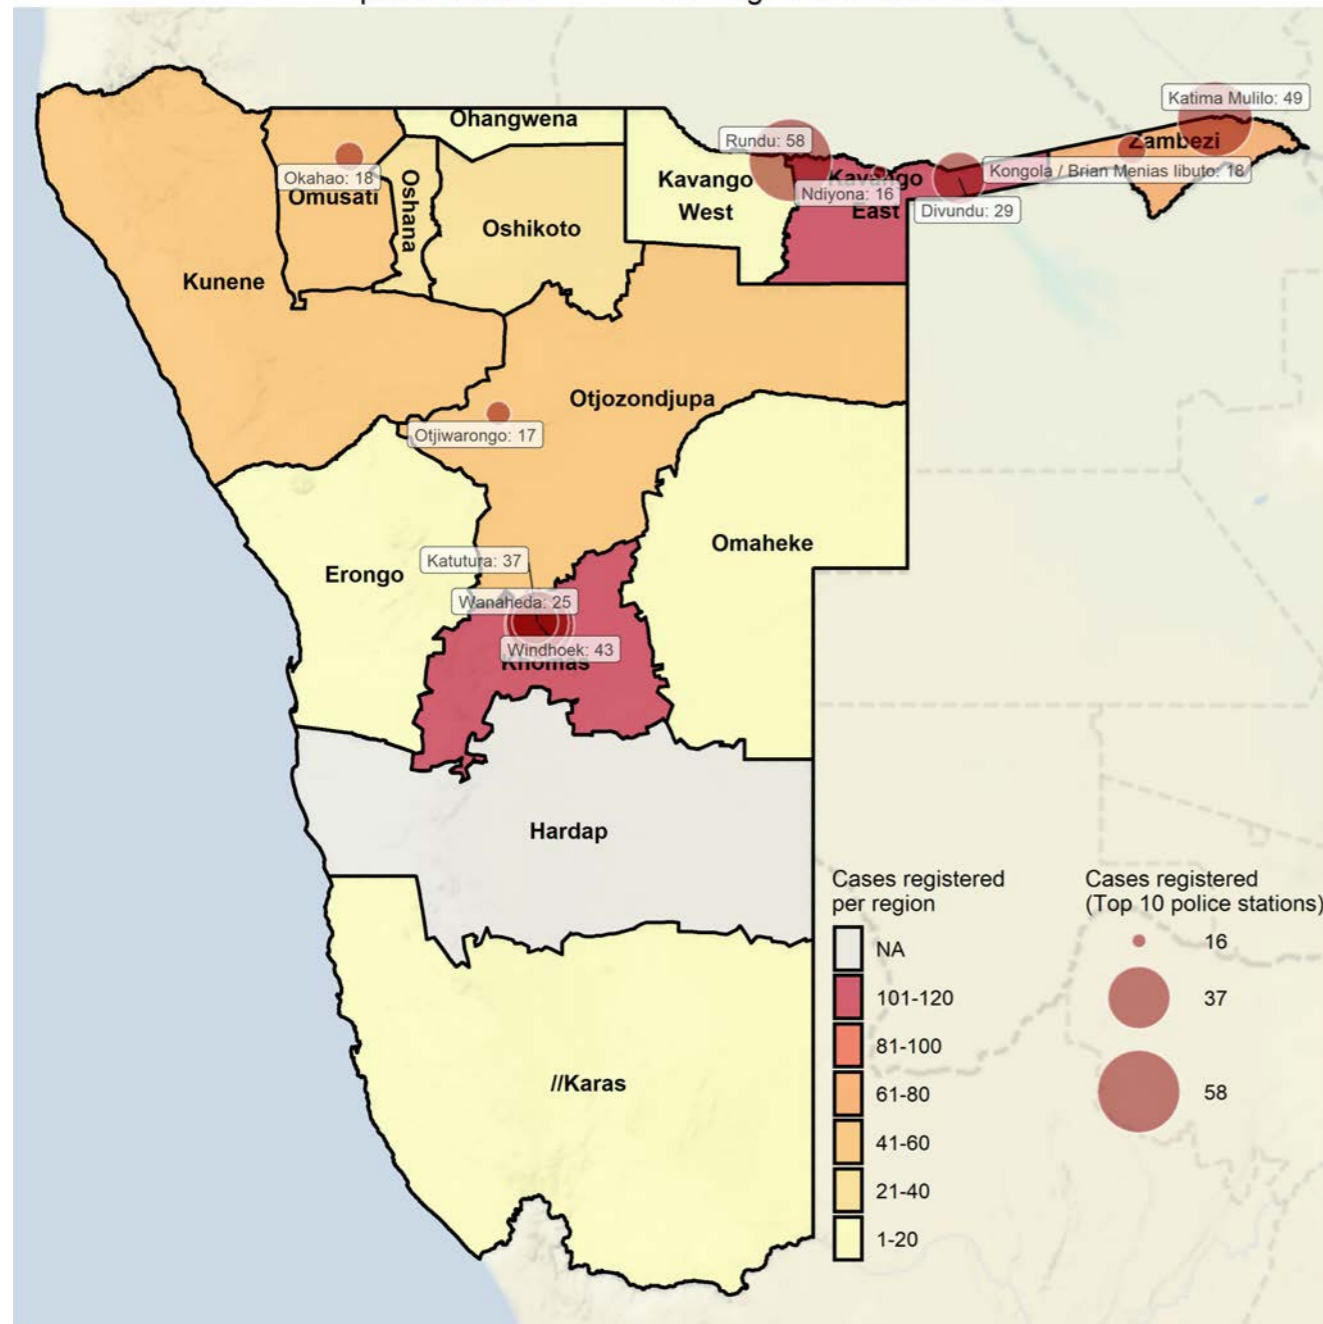 Ohangwena
Katima Mulilo: 49
Rundu: 58
Zambezi
Okahao: 18
Omusati
Oshana
Oshikoto
Kavango
West
Kavango
East
Ndiyona: 16
Kongola / Brian Menias libuto: 18
Divundu: 29
Kunene
Otjozondjupa
Otjiwarongo: 17
Omaheke
Katutura: 37
Erongo
Wanaheda: 25
Windhoek: 43
Khomas
Hardap
//Karas
Cases registered
per region
NA
101-120
81-100
61-80
41-60
21-40
1-20
Cases registered
(Top 10 police stations)
16
37
58